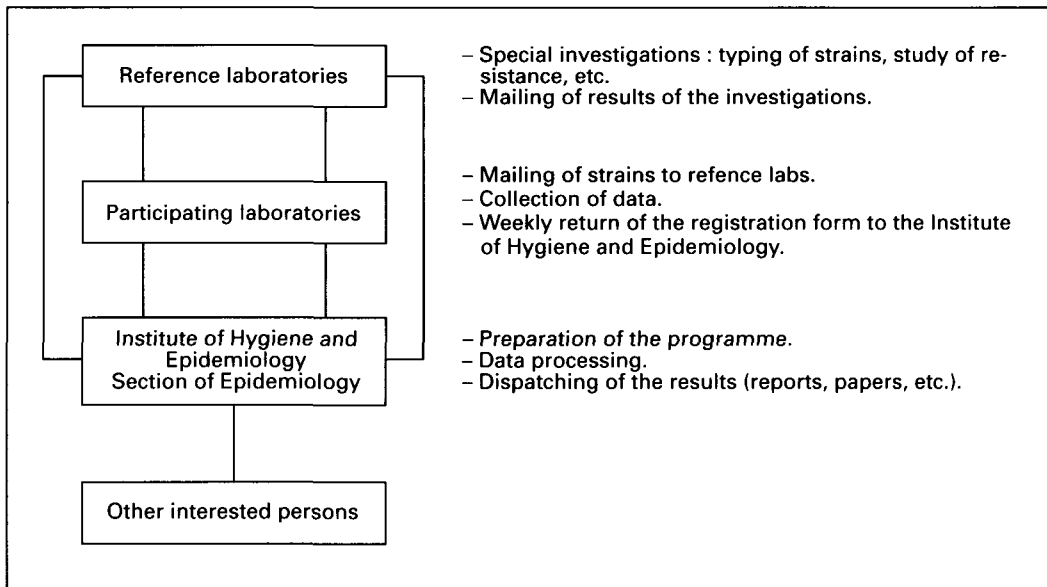 Reference laboratories
– Special investigations : typing of strains, study of re-
sistance, etc.
– Mailing of results of the investigations.
Participating laboratories
– Mailing of strains to refence labs.
– Collection of data.
– Weekly return of the registration form to the Institute
of Hygiene and Epidemiology.
Institute of Hygiene and
Epidemiology
Section of Epidemiology
– Preparation of the programme.
– Data processing.
– Dispatching of the results (reports, papers, etc.).
Other interested persons